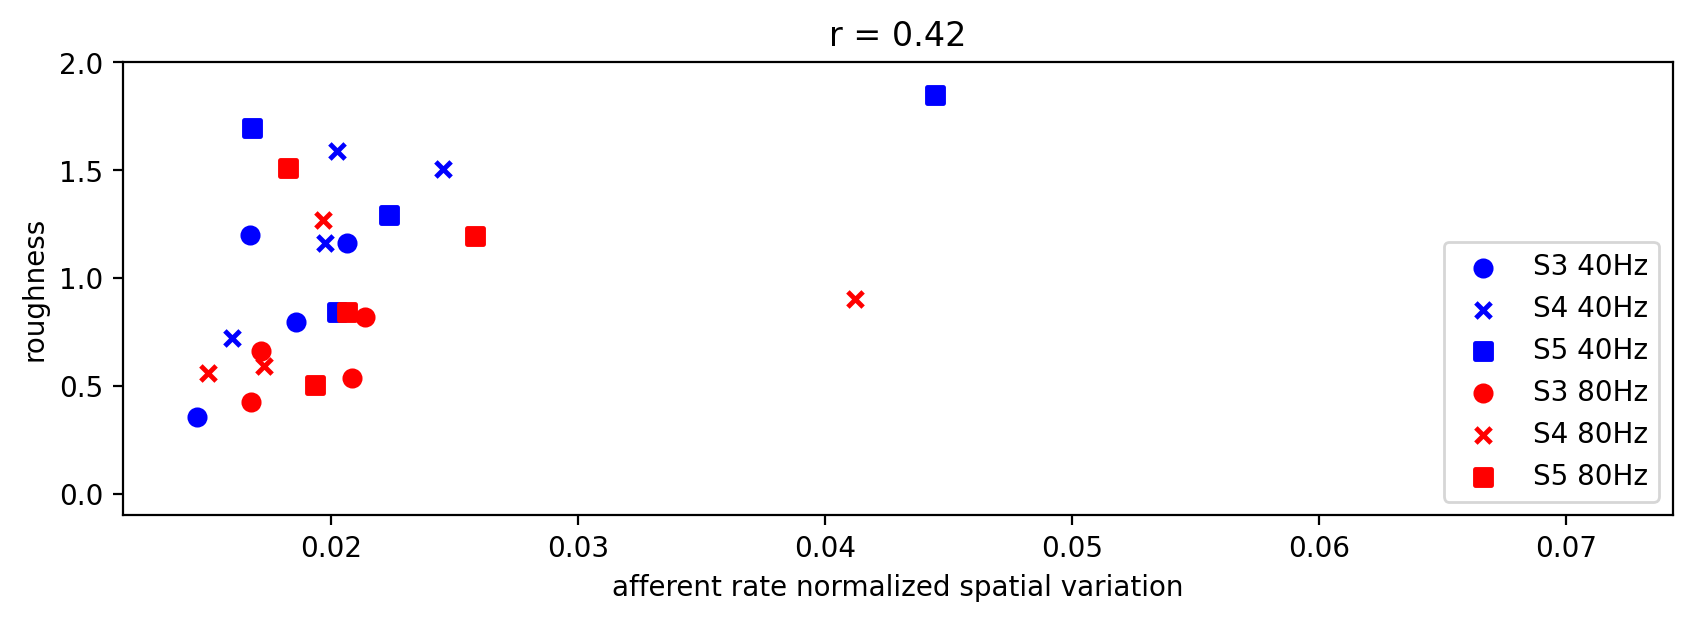 r = 0.42
2.0
1.5
1.0
0.5
0.0
roughness
S3 40Hz
S4 40Hz
S5 40Hz
S3 80Hz
S4 80Hz
S5 80Hz
0.02 0.03 0.04 0.05 0.06 0.07
afferent rate normalized spatial variation